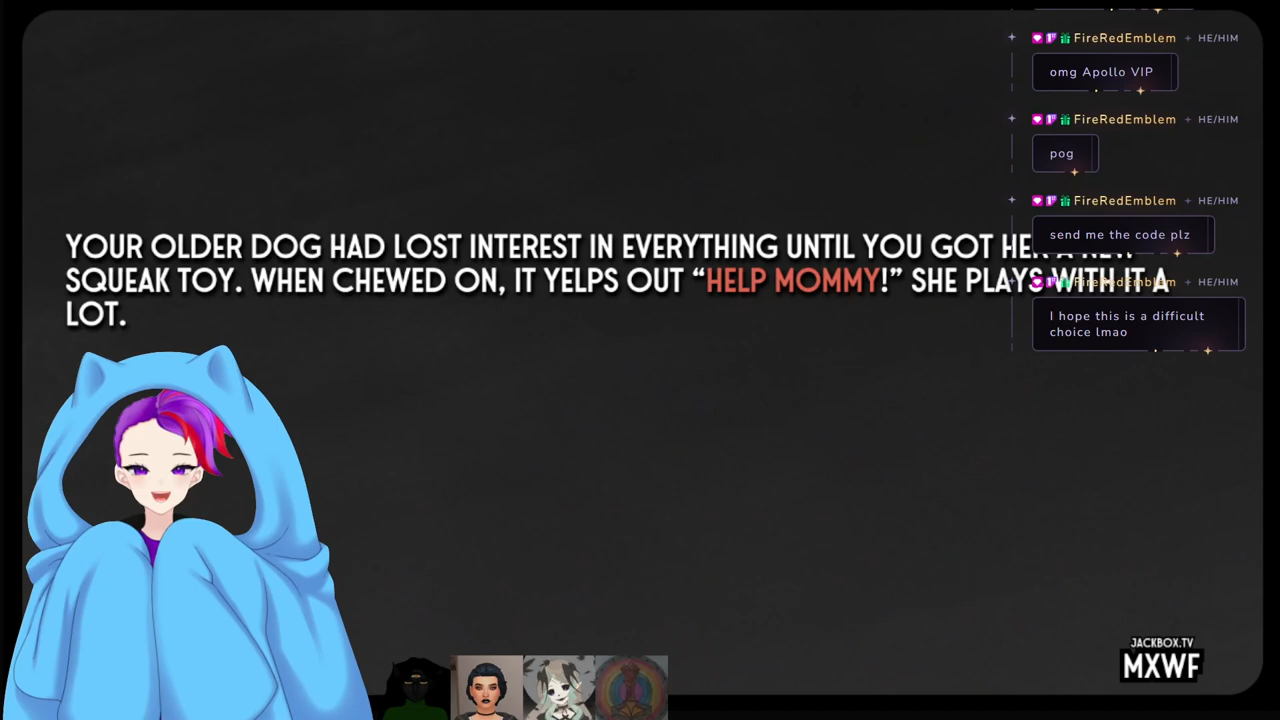 FireRedEmblem HE/HIM
omg Apollo VIP
FireRedEmblem HE/HIM
pog
FireRedEmblem HE/HIM
send me the code plz
FireRedEmblem HE/HIM
I hope this is a difficult
choice lmao
YOUR OLDER DOG HAD LOST INTEREST IN EVERYTHING UNTIL YOU GOT HER A NEW
SQUEAK TOY. WHEN CHEWED ON, IT YELPS OUT “HELP MOMMY!” SHE PLAYS WITH IT A
LOT.
JACKBOX.TV
MXWF